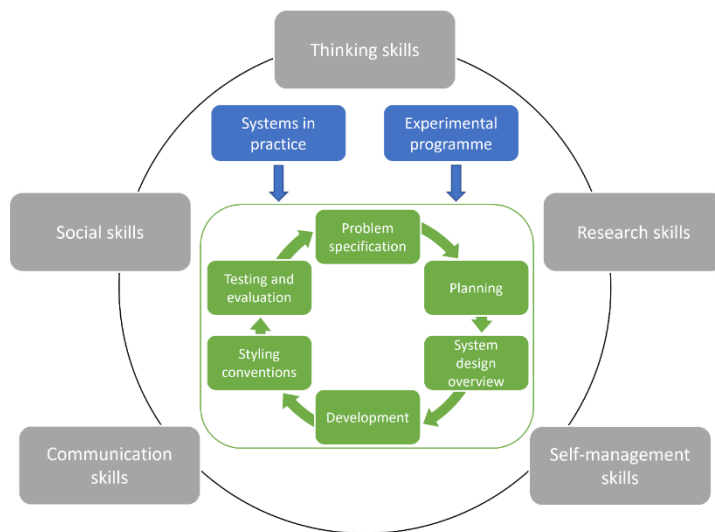 Thinking skills
Systems in
practice
Experimental
programme
Social skills
Research skills
Problem
specification
Testing and
evaluation
Planning
Styling
conventions
System
design
overview
Development
Communication
skills
Self-management
skills